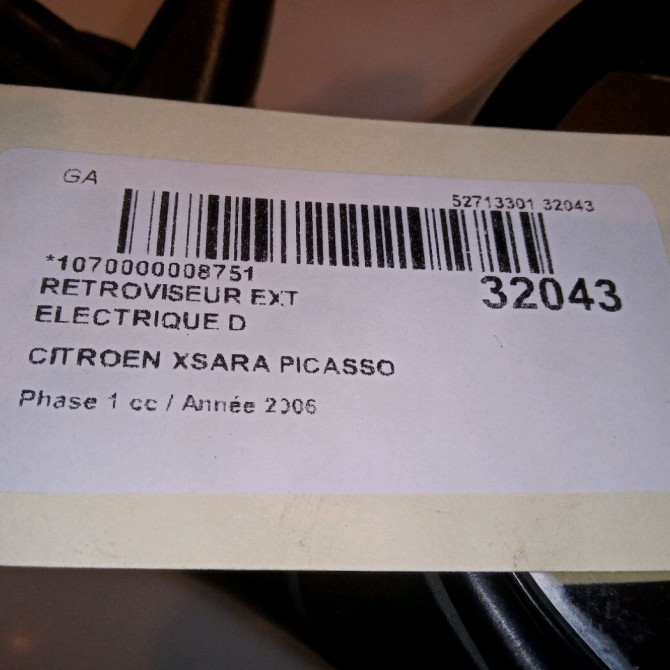 GA
52713301 32043
*1070000008751
32043
RETROVISEUR EXT
ELECTRIQUE D
CITROEN XSARA PICASSO
Phase 1 cc / Année 2006